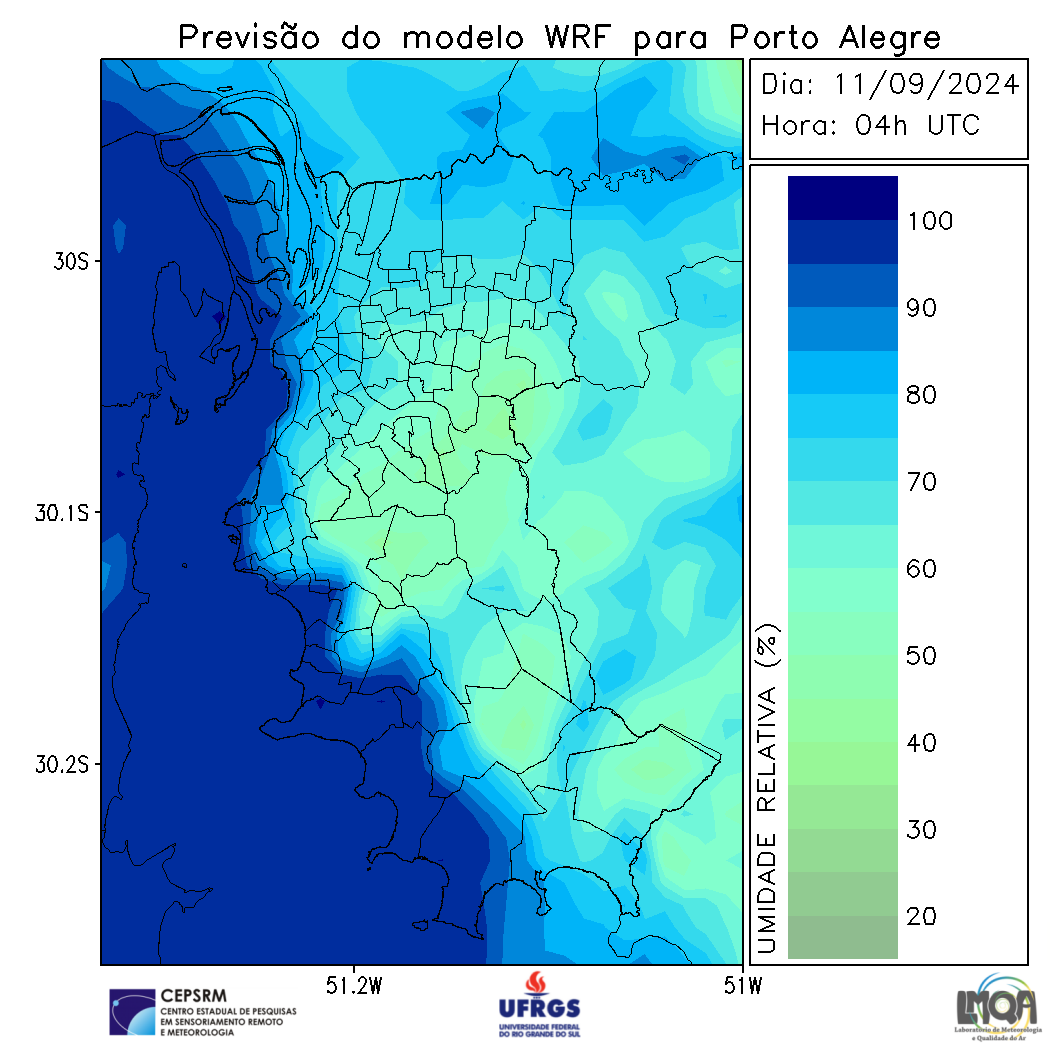 Previsão do modelo WRF para Porto Alegre
Dia: 11/09/2024
Hora: 04h UTC
30S
30.1S
30.2S
51.2W
51W
UMIDADE RELATIVA (%)
100
90
80
70
60
50
40
30
20
CEPSRM
CENTRO ESTADUAL DE PESQUISAS
EM SENSORIAMENTO REMOTO
E METEOROLOGIA
UFRGS
UNIVERSIDADE FEDERAL
DO RIO GRANDE DO SUL
LMQA
Laboratório de Meteorologia
e Qualidade do Ar